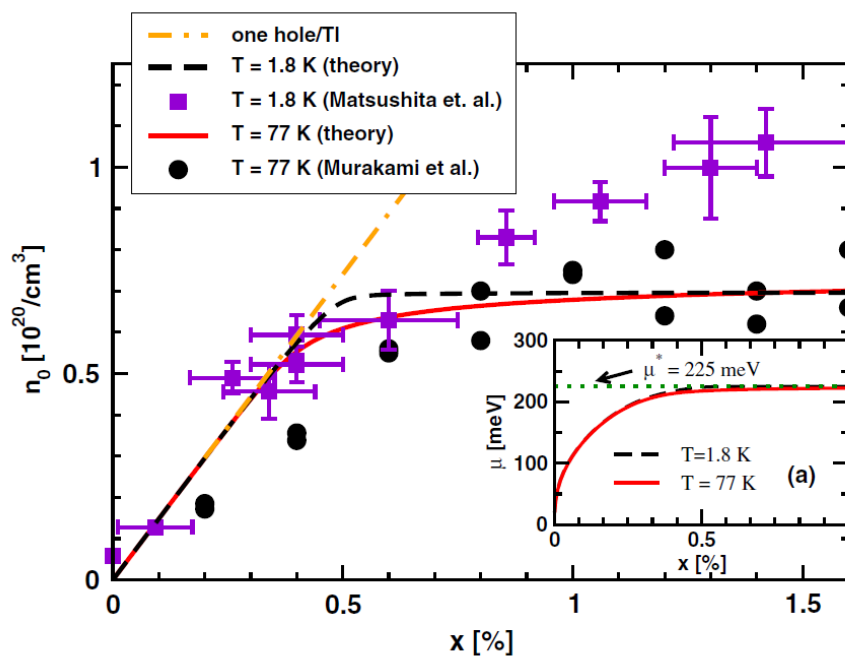 one hole/Tl
T = 1.8 K (theory)
T = 1.8 K (Matsushita et. al.)
T = 77 K (theory)
T = 77 K (Murakami et al.)
n0 [10^20/cm^3]
1
0.5
0
0 0.5 1 1.5
x [%]
300
200
100
0
μ [meV]
μ* = 225 meV
T=1.8 K
T = 77 K
(a)
0 0.5
x [%]